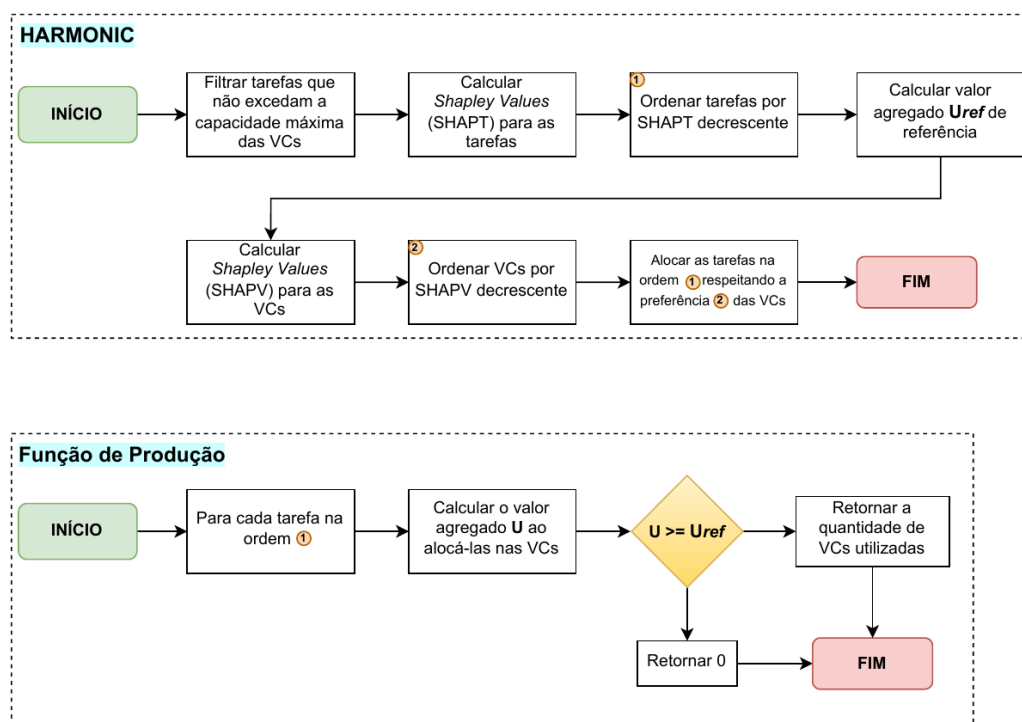 HARMONIC
INÍCIO
Filtrar tarefas que
não excedam a
capacidade máxima
das VCs
Calcular
Shapley Values
(SHAPT) para as
tarefas
1
Ordenar tarefas por
SHAPT decrescente
Calcular valor
agregado Uref de
referência
Calcular
Shapley Values
(SHAPV) para as
VCs
2
Ordenar VCs por
SHAPV decrescente
Alocar as tarefas na
ordem 1 respeitando a
preferência 2 das VCs
FIM
Função de Produção
INÍCIO
Para cada tarefa na
ordem 1
Calcular o valor
agregado U ao
alocá-las nas VCs
U >= Uref
Retornar a
quantidade de
VCs utilizadas
Retornar 0
FIM